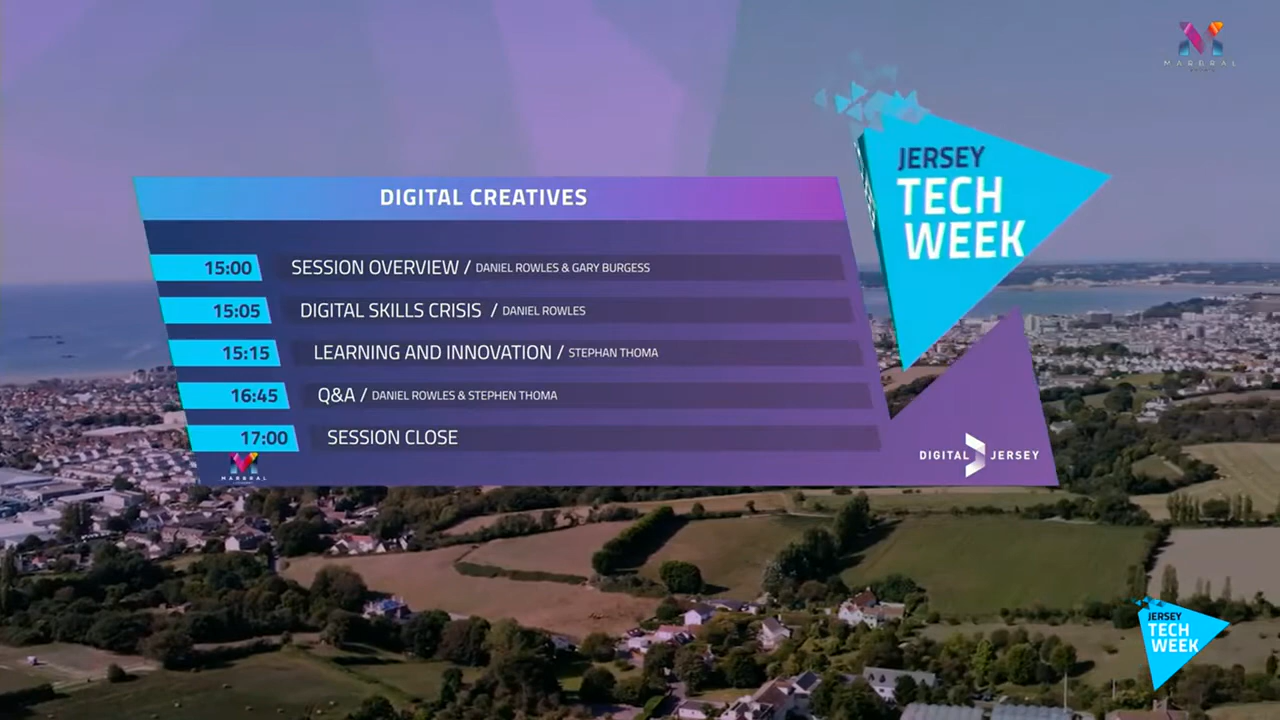 MARBRAL
JERSEY
TECH
WEEK
DIGITAL CREATIVES
15:00 SESSION OVERVIEW / DANIEL ROWLES & GARY BURGESS
15:05 DIGITAL SKILLS CRISIS / DANIEL ROWLES
15:15 LEARNING AND INNOVATION / STEPHAN THOMA
16:45 Q&A / DANIEL ROWLES & STEPHEN THOMA
17:00 SESSION CLOSE
MARBRAL
DIGITAL JERSEY
JERSEY
TECH
WEEK